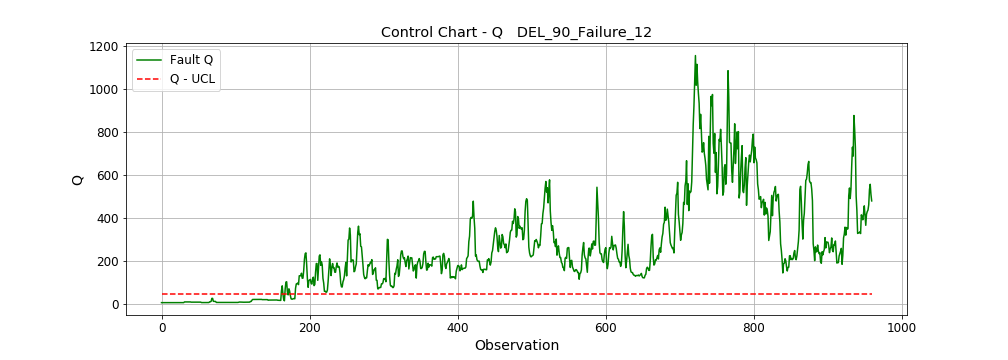 Control Chart - Q   DEL_90_Failure_12
Fault Q
Q - UCL
1200
1000
800
600
400
200
0
Q
0 200 400 600 800 1000
Observation